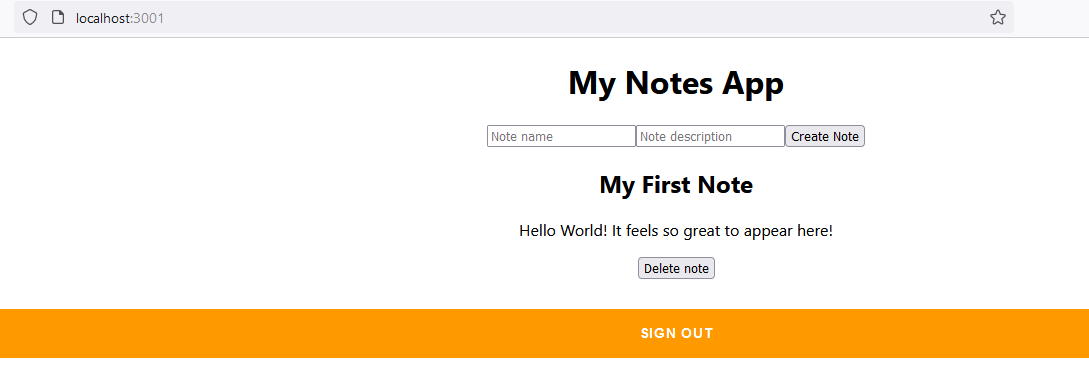 localhost:3001
My Notes App
Note name Note description Create Note
My First Note
Hello World! It feels so great to appear here!
Delete note
SIGN OUT